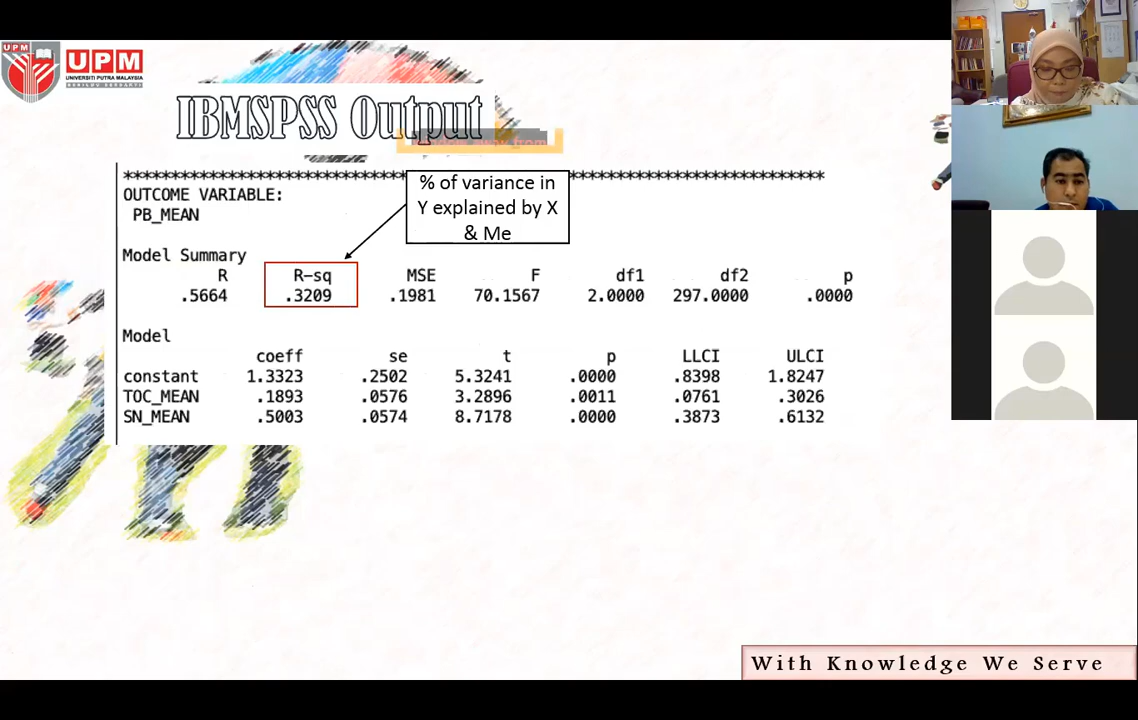 UPM
UPM
UNIVERSITI PUTRA MALAYSIA
BERILMU BERBAKTI
IBMSPSS Output
********************************************************************************
% of variance in
Y explained by X
& Me
OUTCOME VARIABLE:
PB_MEAN
Model Summary
R R-sq MSE F df1 df2 p
.5664 .3209 .1981 70.1567 2.0000 297.0000 .0000
Model
coeff se t p LLCI ULCI
constant 1.3323 .2502 5.3241 .0000 .8398 1.8247
TOC_MEAN .1893 .0576 3.2896 .0011 .0761 .3026
SN_MEAN .5003 .0574 8.7178 .0000 .3873 .6132
With Knowledge We Serve